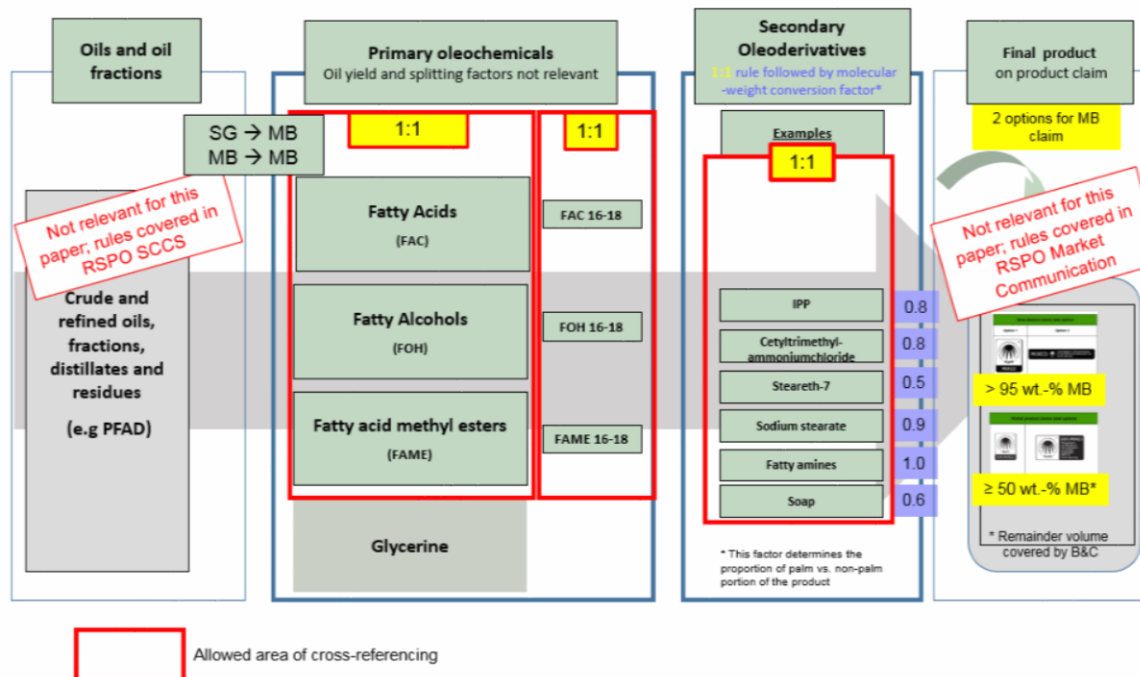 Oils and oil
fractions
Primary oleochemicals
Oil yield and splitting factors not relevant
Secondary
Oleoderivatives
1:1 rule followed by molecular
-weight conversion factor*
Final product
on product claim
SG → MB
MB → MB
1:1
1:1
Examples
1:1
2 options for MB
claim
Not relevant for this
paper; rules covered in
RSPO SCCS
Crude and
refined oils,
fractions,
distillates and
residues
(e.g PFAD)
Fatty Acids
(FAC)
FAC 16-18
Fatty Alcohols
(FOH)
FOH 16-18
Fatty acid methyl esters
(FAME)
FAME 16-18
Glycerine
IPP
0.8
Cetyltrimethyl-
ammoniumchloride
0.8
Steareth-7
0.5
Sodium stearate
0.9
Fatty amines
1.0
Soap
0.6
* This factor determines the
proportion of palm vs. non-palm
portion of the product
Not relevant for this
paper; rules covered in
RSPO Market
Communication
> 95 wt.-% MB
≥ 50 wt.-% MB*
* Remainder volume
covered by B&C
Allowed area of cross-referencing